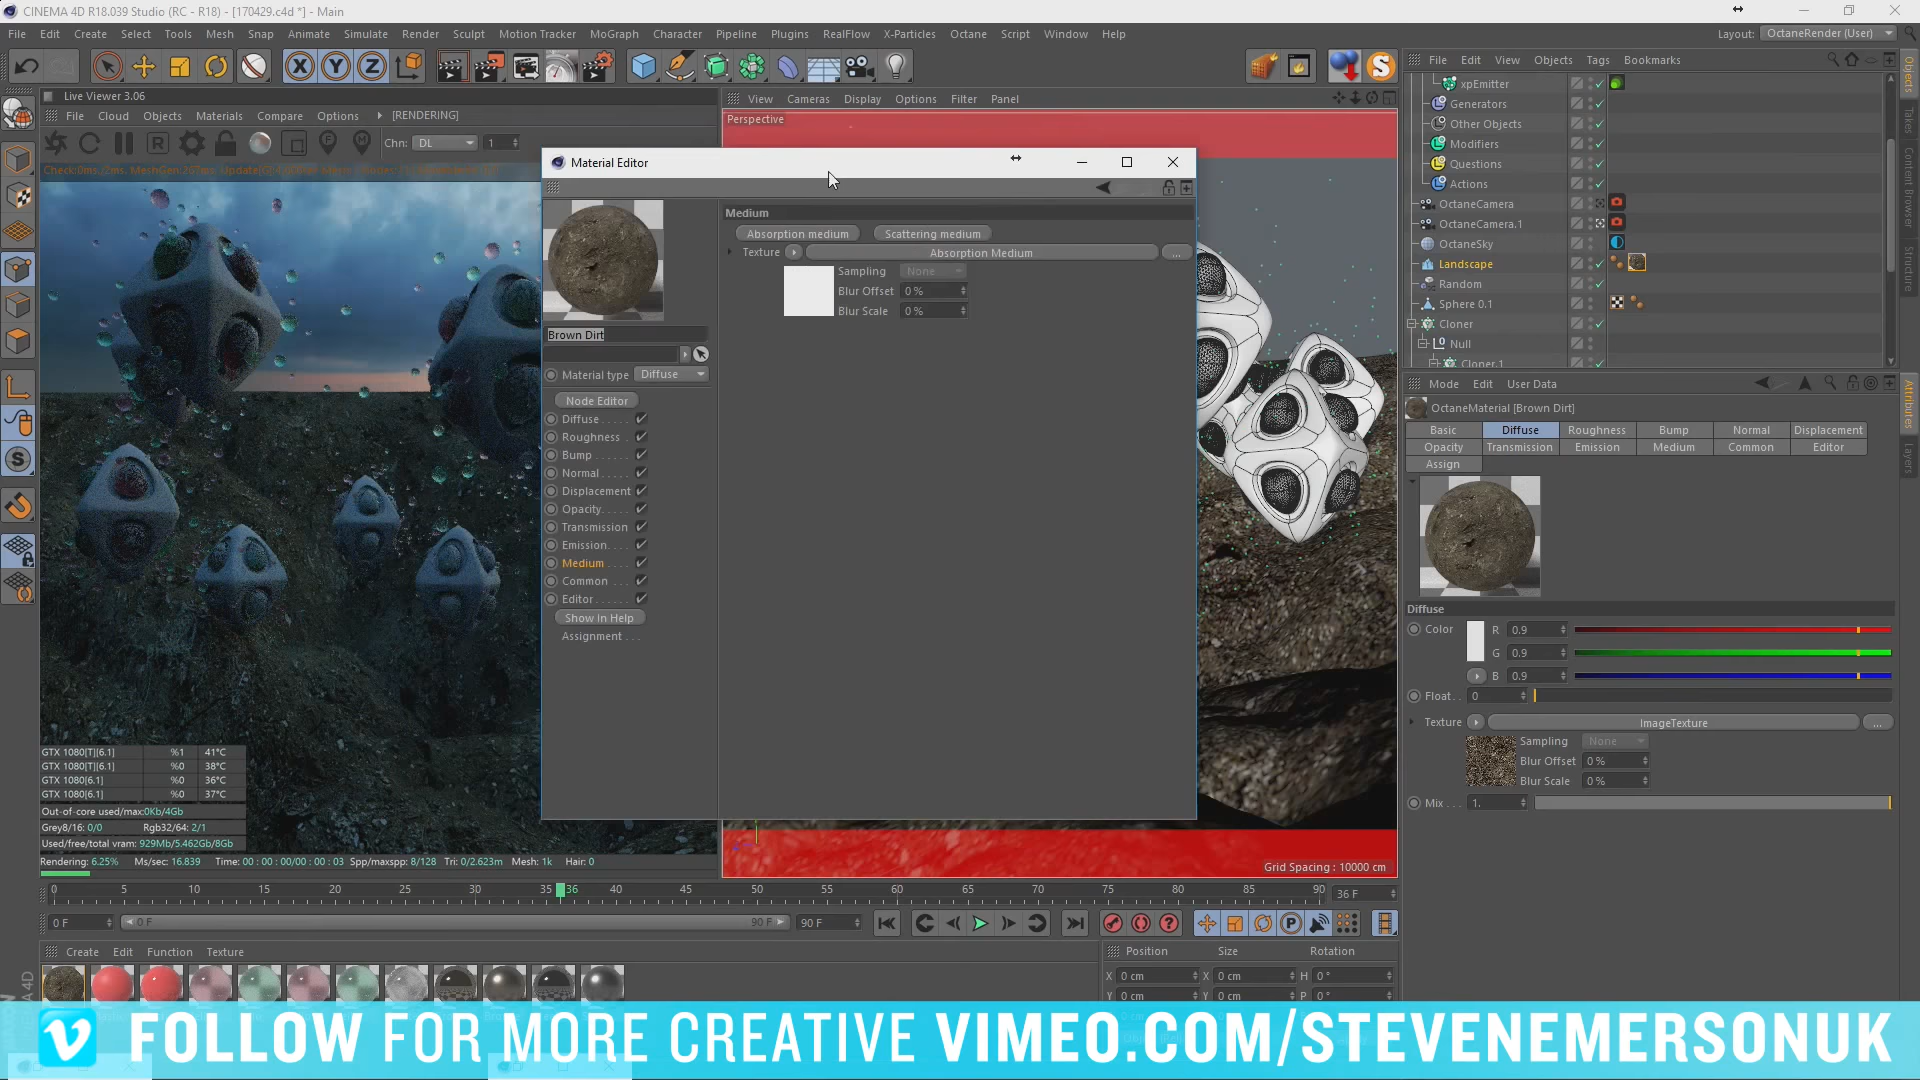 CINEMA 4D R18.039 Studio (RC - R18) - [170429.c4d *] - Main
File Edit Create Select Tools Mesh Snap Animate Simulate Render Sculpt Motion Tracker MoGraph Character Pipeline Plugins RealFlow X-Particles Octane Script Window Help
Layout: OctaneRender (User)
X Y Z
Live Viewer 3.06
File Cloud Objects Materials Compare Options [RENDERING]
Chn: DL 1
View Cameras Display Options Filter Panel
Perspective
Material Editor
Medium
Absorption medium Scattering medium
Texture Absorption Medium ...
Sampling None
Blur Offset 0 %
Blur Scale 0 %
Brown Dirt
Material type Diffuse
Node Editor
Diffuse
Roughness
Bump
Normal
Displacement
Opacity
Transmission
Emission
Medium
Common
Editor
Show In Help
Assignment
GTX 1080[T][6.1] %1 41°C
GTX 1080[T][6.1] %0 38°C
GTX 1080[6.1] %0 36°C
GTX 1080[6.1] %0 37°C
Out-of-core used/max:0Kb/4Gb
Grey8/16: 0/0 Rgb32/64: 2/1
Used/free/total vram: 929Mb/5.462Gb/8Gb
Rendering: 6.25% Ms/sec: 16.839 Time: 00 : 00 : 00/00 : 00 : 03 Spp/maxspp: 8/128 Tri: 0/2.623m Mesh: 1k Hair: 0
Grid Spacing : 10000 cm
0 5 10 15 20 25 30 35 36 40 45 50 55 60 65 70 75 80 85 90 36 F
0 F 0 F 90 F 90 F
Create Edit Function Texture
Position Size Rotation
X 0 cm X 0 cm H 0 °
Y 0 cm Y 0 cm P 0 °
File Edit View Objects Tags Bookmarks
xpEmitter
Generators
Other Objects
Modifiers
Questions
Actions
OctaneCamera
OctaneCamera.1
OctaneSky
Landscape
Random
Sphere 0.1
Cloner
Null
Cloner.1
Objects
Takes
Content Browser
Structure
Mode Edit User Data
OctaneMaterial [Brown Dirt]
Basic Diffuse Roughness Bump Normal Displacement
Opacity Transmission Emission Medium Common Editor
Assign
Attributes
Layers
Diffuse
Color R 0.9
G 0.9
B 0.9
Float 0
Texture ImageTexture ...
Sampling None
Blur Offset 0 %
Blur Scale 0 %
Mix 1.
FOLLOW FOR MORE CREATIVE VIMEO.COM/STEVENEMERSONUK